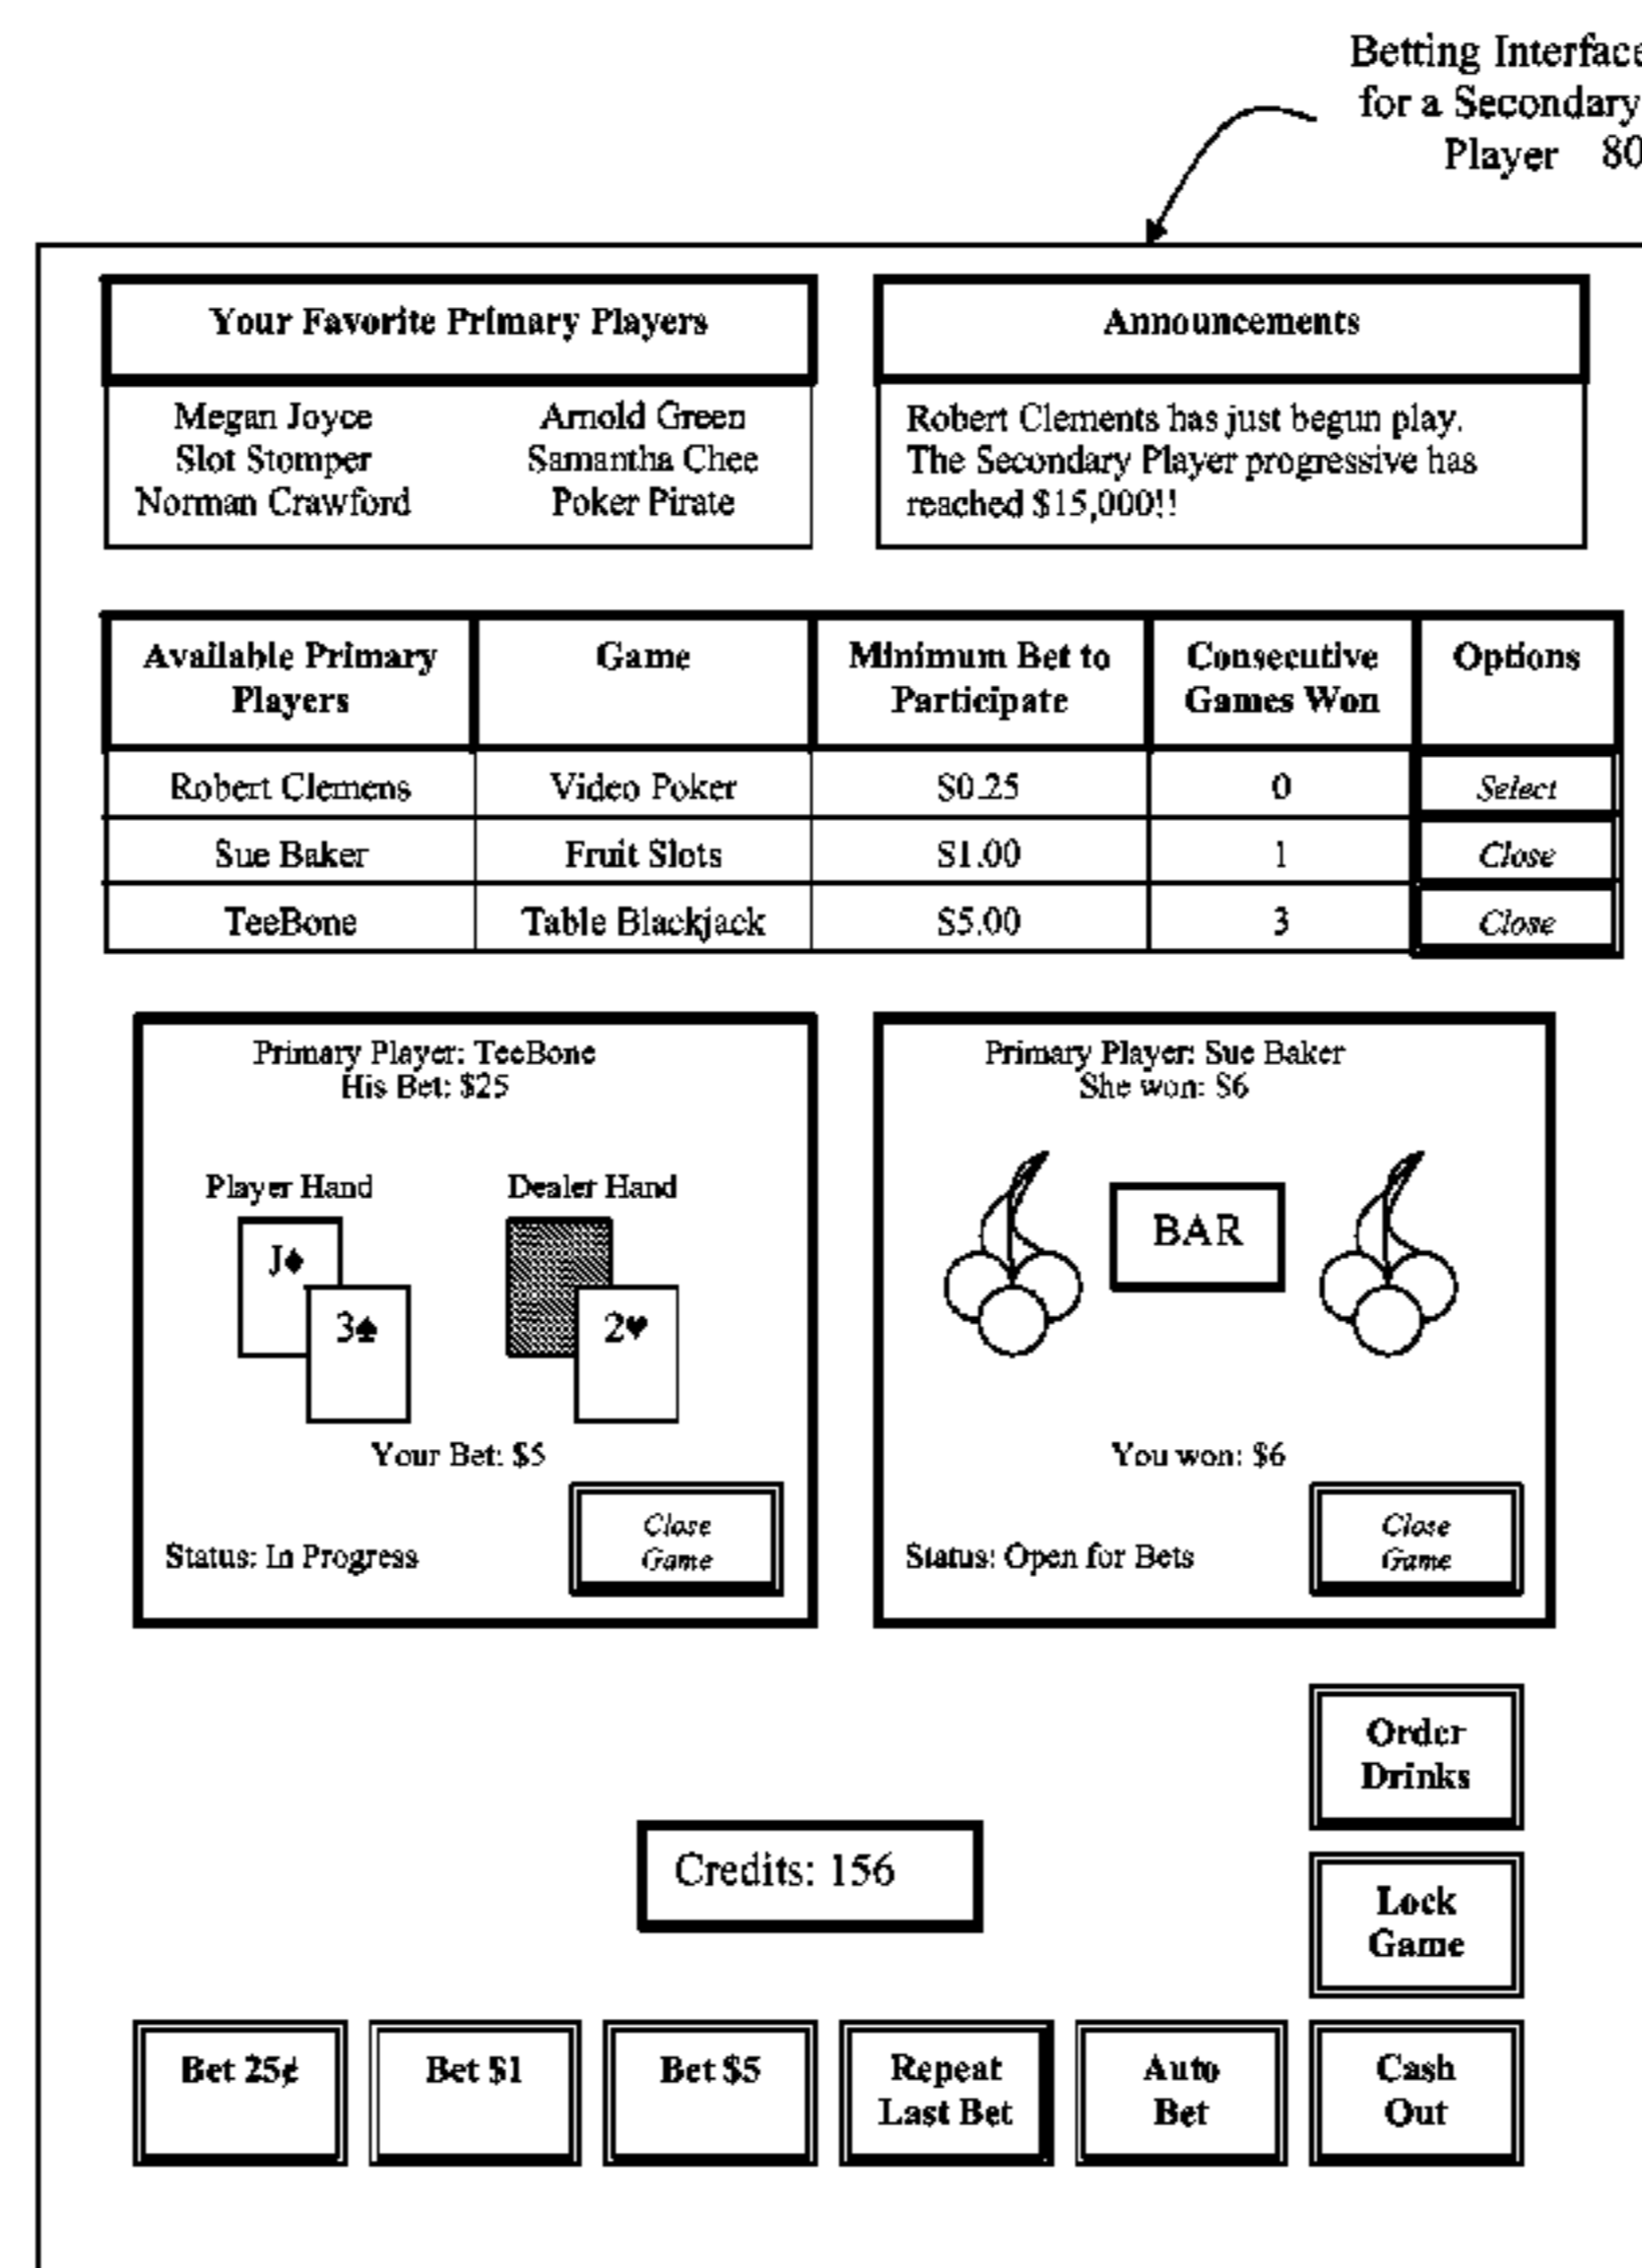 Betting Interface
for a Secondary
Player 80
Your Favorite Primary Players
Megan Joyce Arnold Green
Slot Stomper Samantha Chee
Norman Crawford Poker Pirate
Announcements
Robert Clements has just begun play.
The Secondary Player progressive has
reached $15,000!!
Available Primary Players Game Minimum Bet to Participate Consecutive Games Won Options
Robert Clemens Video Poker $0.25 0 Select
Sue Baker Fruit Slots $1.00 1 Close
TeeBone Table Blackjack $5.00 3 Close
Primary Player: TeeBone
His Bet: $25
Player Hand Dealer Hand
J♦
3♠ 2♥
Your Bet: $5
Close
Game
Status: In Progress
Primary Player: Sue Baker
She won: $6
BAR
You won: $6
Close
Game
Status: Open for Bets
Order
Drinks
Credits: 156
Lock
Game
Bet 25¢
Bet $1
Bet $5
Repeat
Last Bet
Auto
Bet
Cash
Out